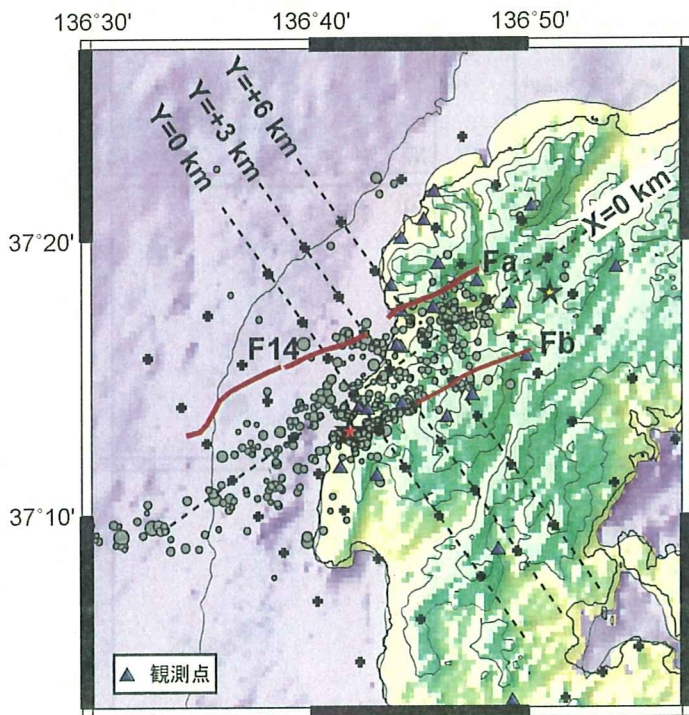 136˚30'
136˚40'
136˚50'
Y=0 km
Y=+3 km
Y=+6 km
X=0 km
37˚20'
Fa
F14
Fb
37˚10'
観測点